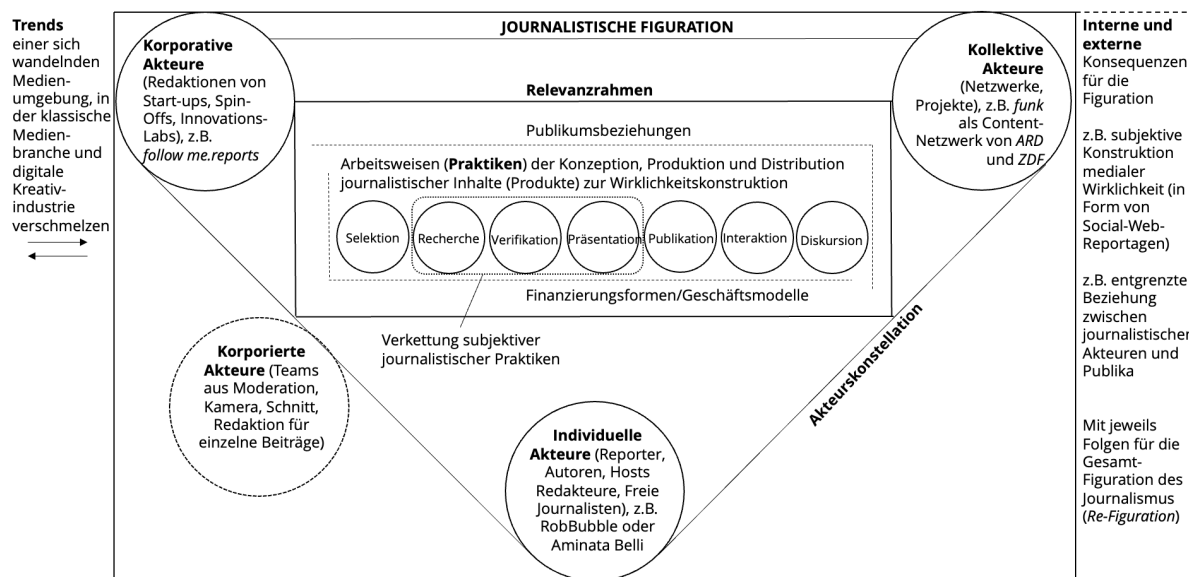 Trends
einer sich
wandelnden
Medien-
umgebung, in
der klassische
Medien-
branche und
digitale
Kreativ-
industrie
verschmelzen
JOURNALISTISCHE FIGURATION
Korporative
Akteure
(Redaktionen von
Start-ups, Spin-
Offs, Innovations-
Labs), z.B.
follow me.reports
Kollektive
Akteure
(Netzwerke,
Projekte), z.B. funk
als Content-
Netzwerk von ARD
und ZDF
Relevanzrahmen
Publikumsbeziehungen
Arbeitsweisen (Praktiken) der Konzeption, Produktion und Distribution
journalistischer Inhalte (Produkte) zur Wirklichkeitskonstruktion
Selektion
Recherche
Verifikation
Präsentation
Publikation
Interaktion
Diskursion
Finanzierungsformen/Geschäftsmodelle
Verkettung subjektiver
journalistischer Praktiken
Korporierte
Akteure (Teams
aus Moderation,
Kamera, Schnitt,
Redaktion für
einzelne Beiträge)
Individuelle
Akteure (Reporter,
Autoren, Hosts
Redakteure, Freie
Journalisten), z.B.
RobBubble oder
Aminata Belli
Akteurskonstellation
Interne und
externe
Konsequenzen
für die
Figuration
z.B. subjektive
Konstruktion
medialer
Wirklichkeit (in
Form von
Social-Web-
Reportagen)
z.B. entgrenzte
Beziehung
zwischen
journalistischer
Akteuren und
Publika
Mit jeweils
Folgen für die
Gesamt-
Figuration des
Journalismus
(Re-Figuration)